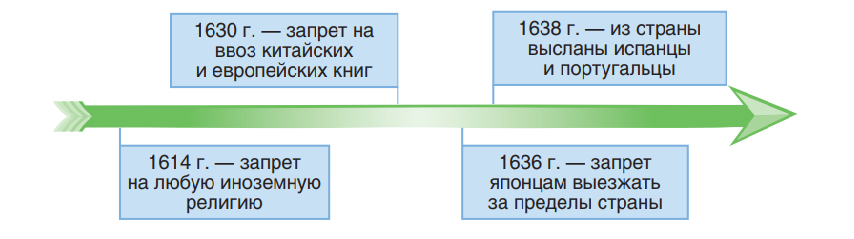 1630 г. — запрет на
ввоз китайских
и европейских книг
1638 г. — из страны
высланы испанцы
и португальцы
1614 г. — запрет
на любую иноземную
религию
1636 г. — запрет
японцам выезжать
за пределы страны